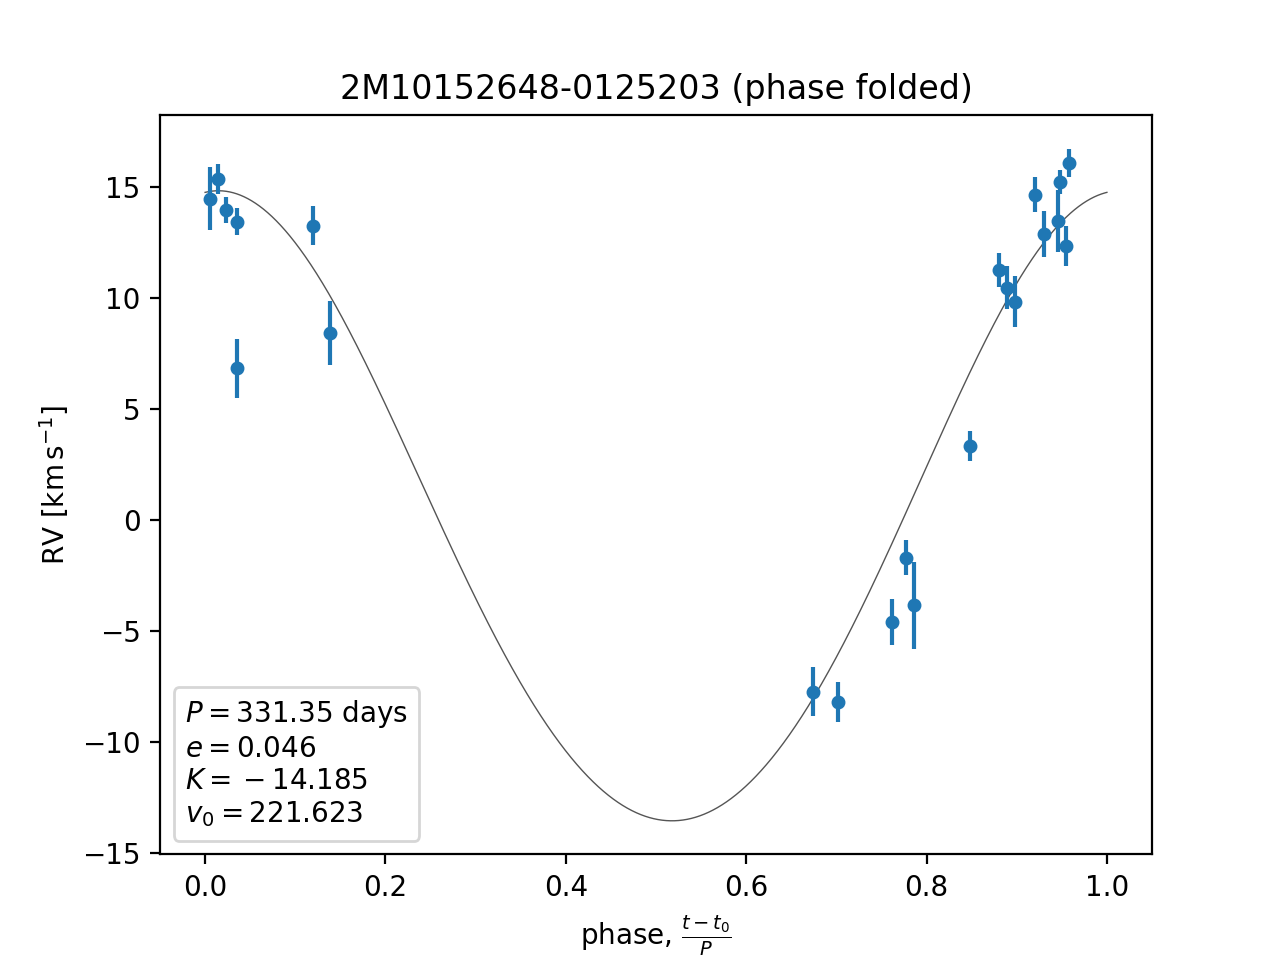 2M10152648-0125203 (phase folded)
15
10
5
0
−5
−10
−15
RV [km s⁻¹]
P = 331.35 days
e = 0.046
K = −14.185
v₀ = 221.623
0.0 0.2 0.4 0.6 0.8 1.0
phase, (t − t₀)/P